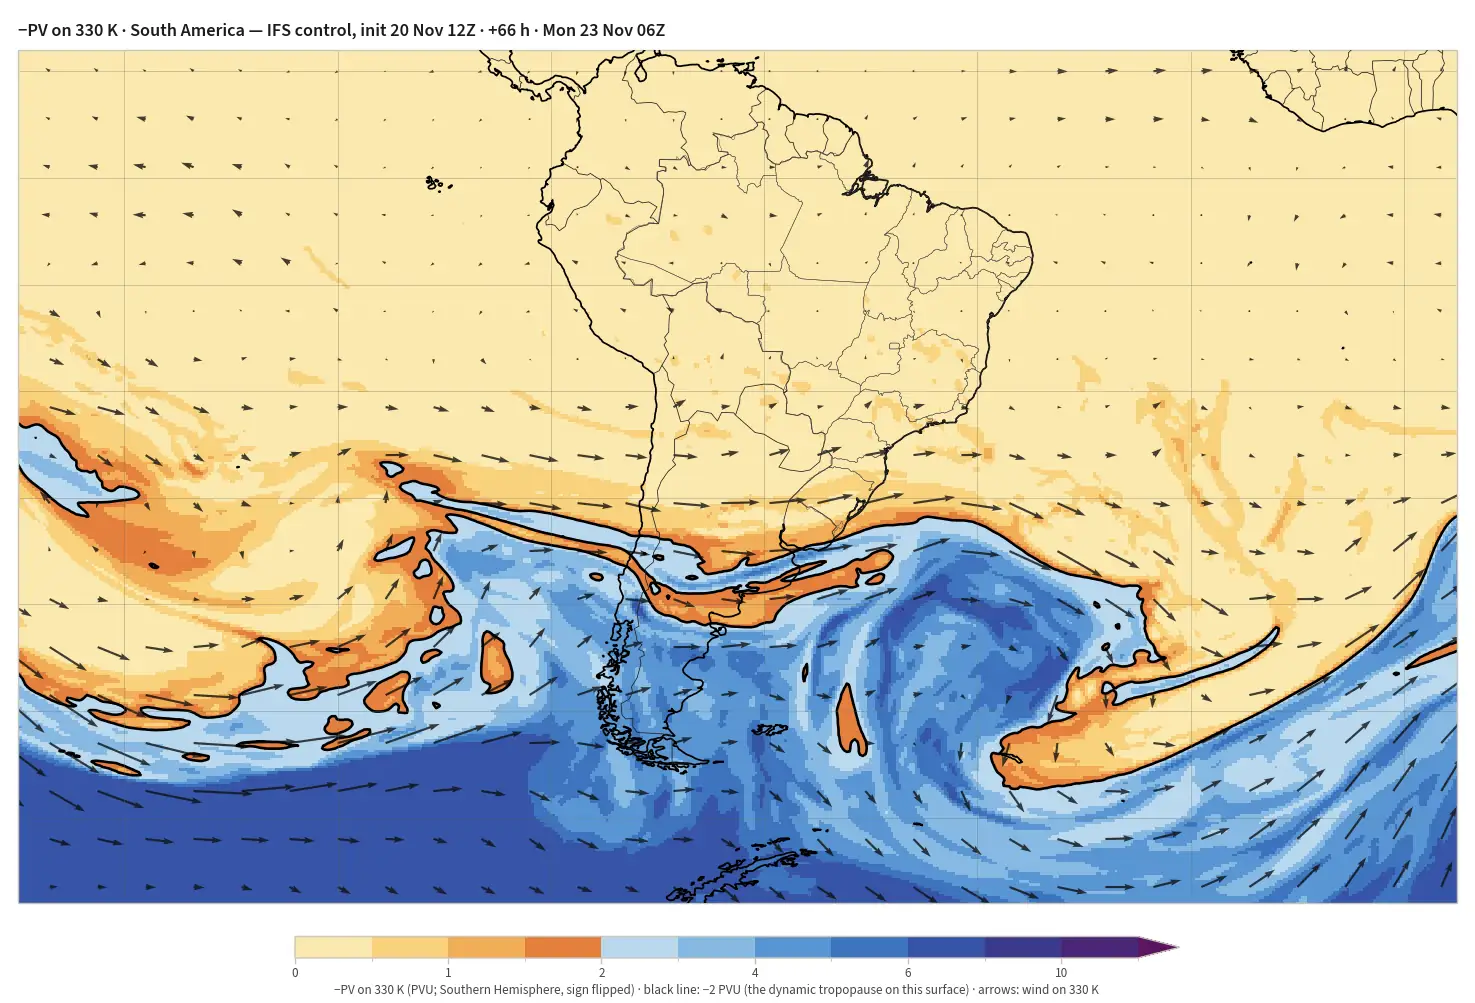 −PV on 330 K · South America — IFS control, init 20 Nov 12Z · +66 h · Mon 23 Nov 06Z
0 1 2 4 6 10
−PV on 330 K (PVU; Southern Hemisphere, sign flipped) · black line: −2 PVU (the dynamic tropopause on this surface) · arrows: wind on 330 K